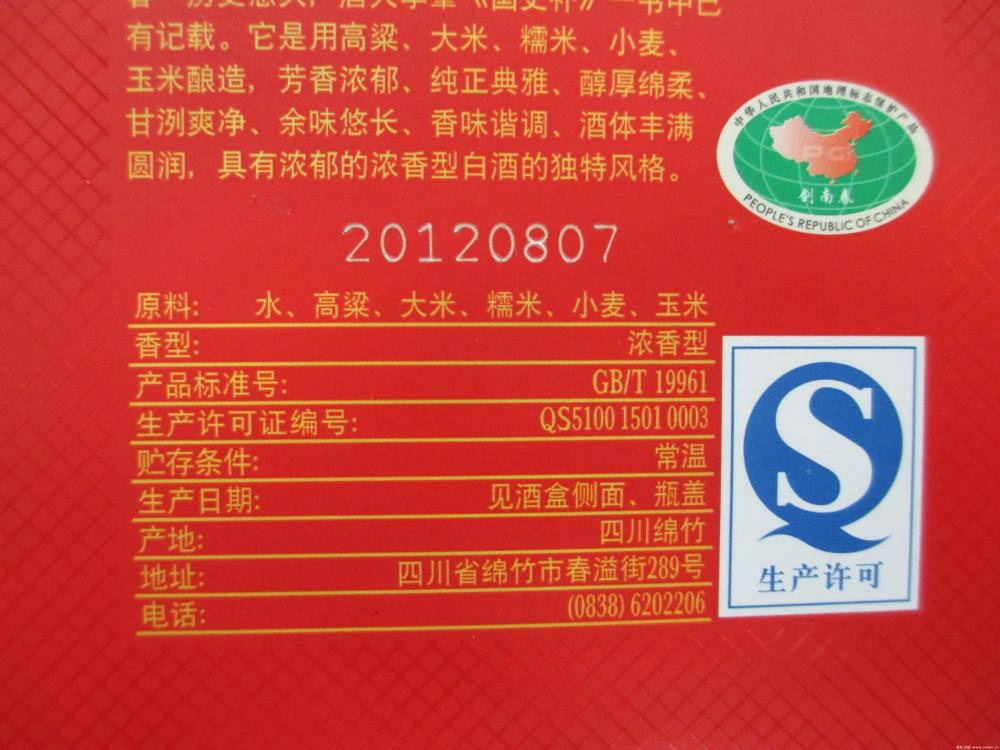 有记载。它是用高粱、大米、糯米、小麦、
玉米酿造，芳香浓郁、纯正典雅、醇厚绵柔、
甘洌爽净、余味悠长、香味谐调、酒体丰满
圆润，具有浓郁的浓香型白酒的独特风格。
中华人民共和国地理标志保护产品
PGI
剑南春
PEOPLE'S REPUBLIC OF CHINA
20120807
原料: 水、高粱、大米、糯米、小麦、玉米
香型: 浓香型
产品标准号: GB/T 19961
生产许可证编号: QS5100 1501 0003
贮存条件: 常温
生产日期: 见酒盒侧面、瓶盖
产地: 四川绵竹
地址: 四川省绵竹市春溢街289号
电话: (0838) 6202206
生产许可